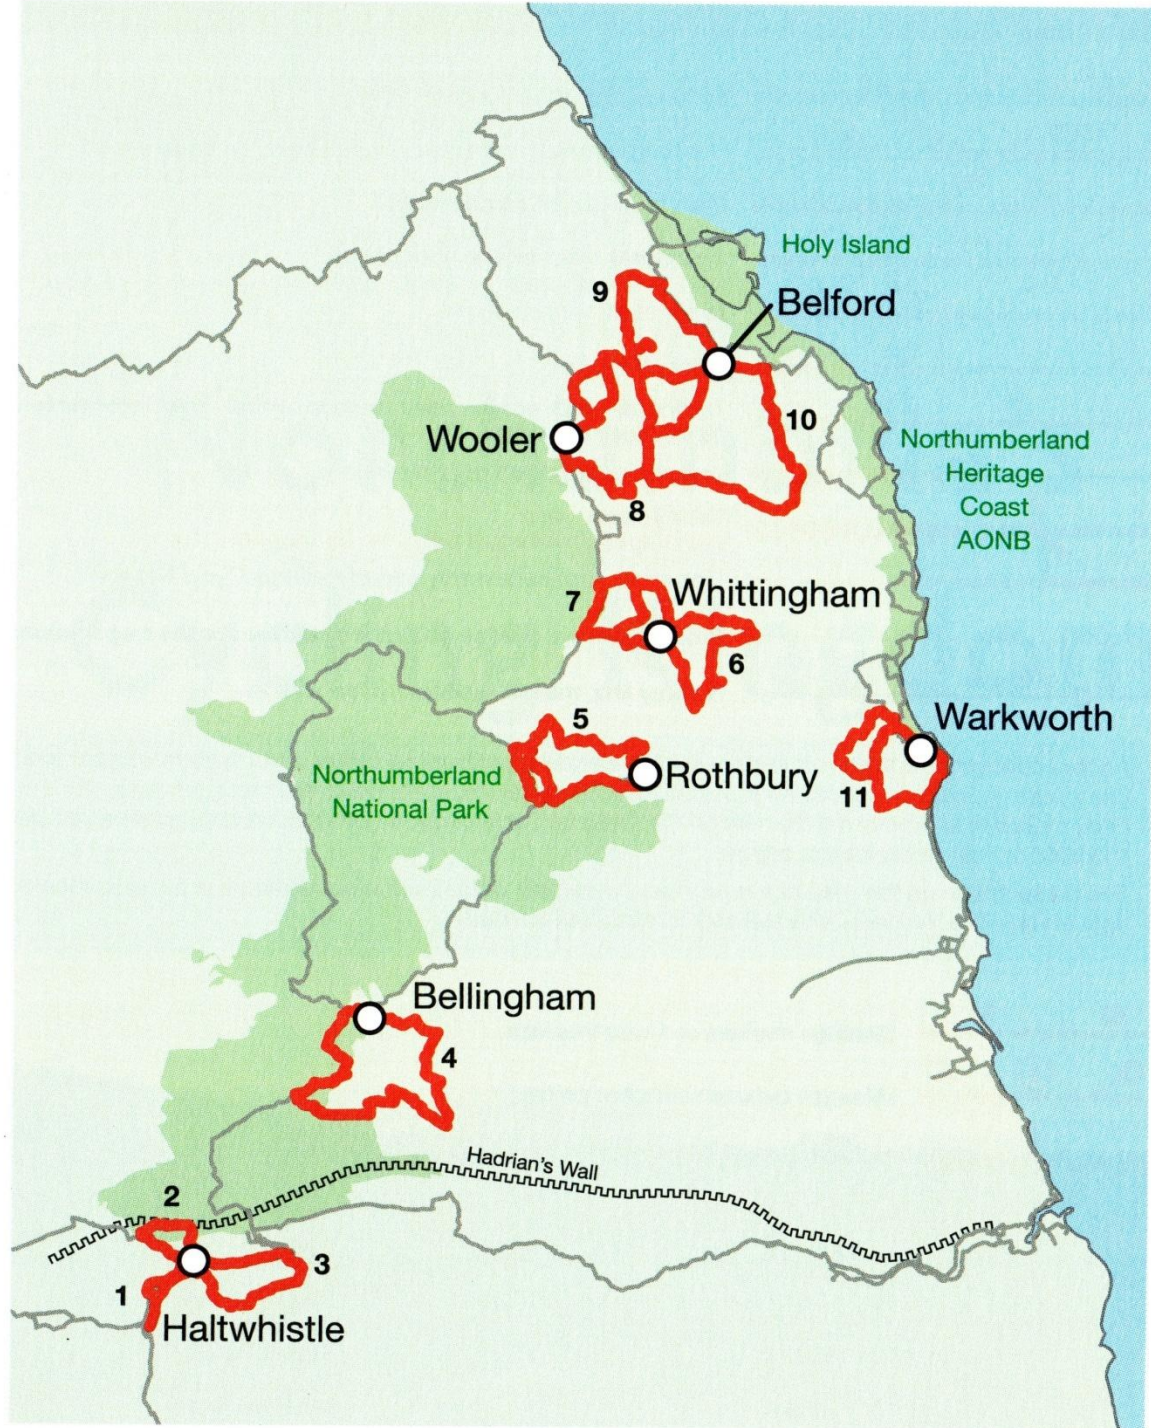 Holy Island
9
Belford
10
Wooler
Northumberland
Heritage
Coast
AONB
8
7
Whittingham
6
5
Warkworth
Northumberland
National Park
Rothbury
11
Bellingham
4
Hadrian's Wall
2
3
1
Haltwhistle